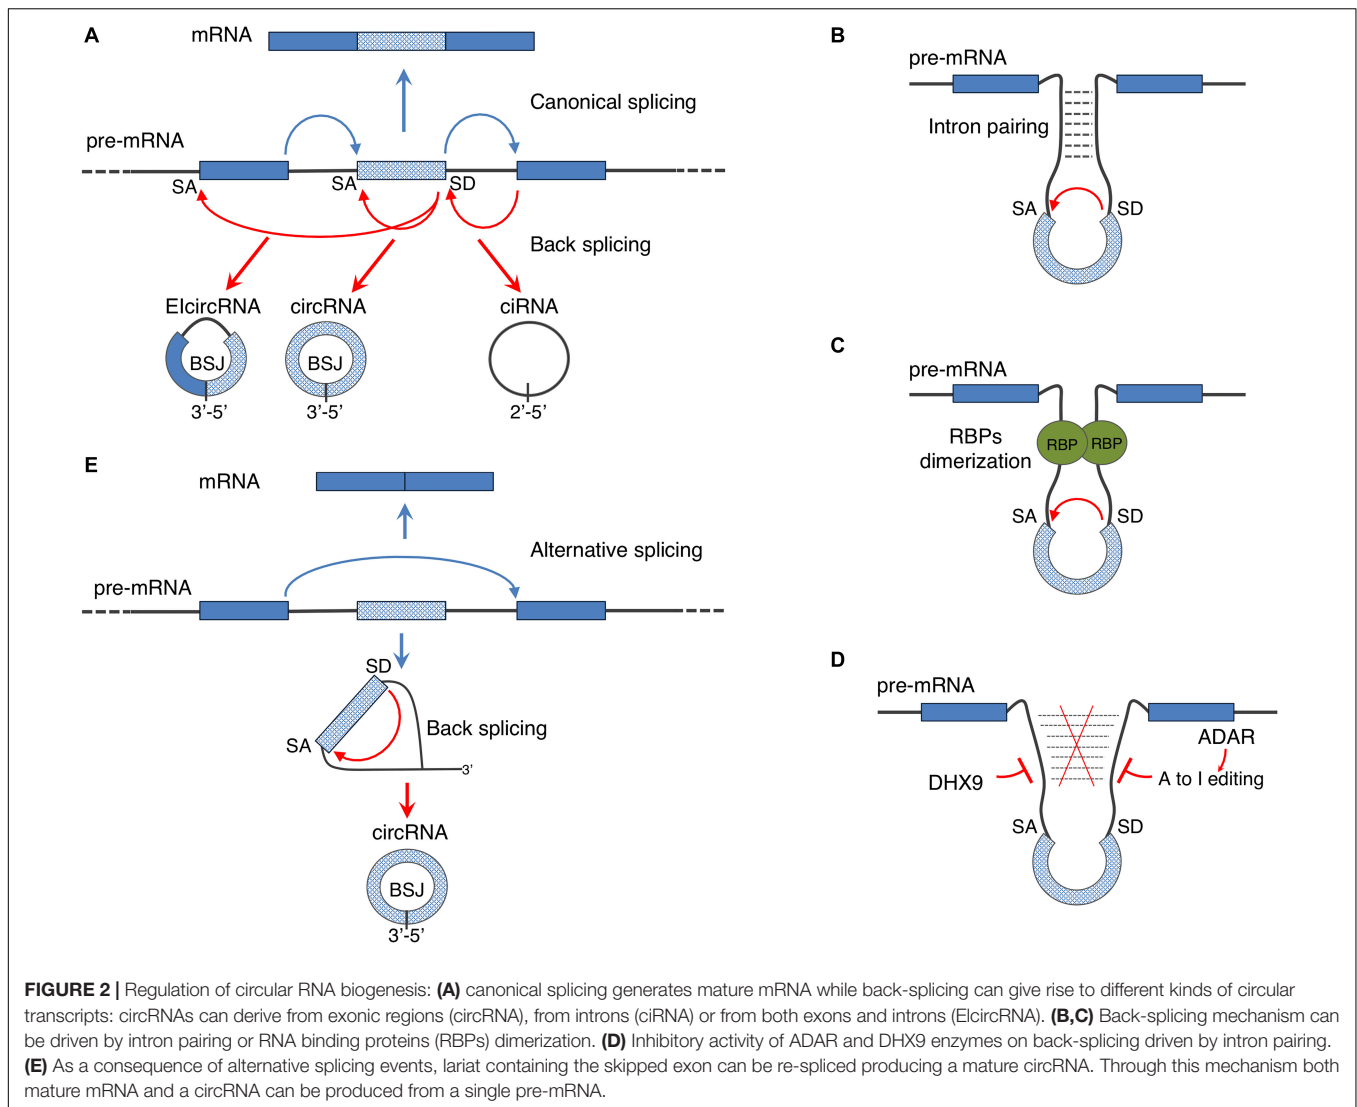 A
mRNA
Canonical splicing
pre-mRNA
SA
SA
SD
Back splicing
EIcircRNA
circRNA
ciRNA
BSJ
BSJ
3’-5’
3’-5’
2’-5’
B
pre-mRNA
Intron pairing
SA
SD
C
pre-mRNA
RBPs
dimerization
RBP
RBP
SA
SD
D
pre-mRNA
ADAR
DHX9
A to I editing
SA
SD
E
mRNA
Alternative splicing
pre-mRNA
SD
Back splicing
SA
3’
circRNA
BSJ
3’-5’
FIGURE 2 | Regulation of circular RNA biogenesis: (A) canonical splicing generates mature mRNA while back-splicing can give rise to different kinds of circular
transcripts: circRNAs can derive from exonic regions (circRNA), from introns (ciRNA) or from both exons and introns (EIcircRNA). (B,C) Back-splicing mechanism can
be driven by intron pairing or RNA binding proteins (RBPs) dimerization. (D) Inhibitory activity of ADAR and DHX9 enzymes on back-splicing driven by intron pairing.
(E) As a consequence of alternative splicing events, lariat containing the skipped exon can be re-spliced producing a mature circRNA. Through this mechanism both
mature mRNA and a circRNA can be produced from a single pre-mRNA.